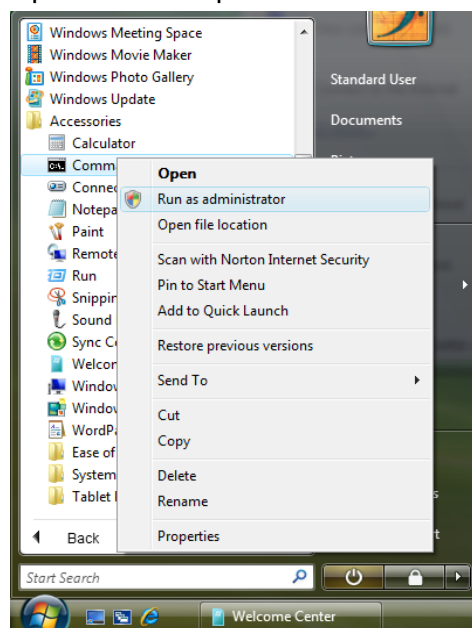 Windows Meeting Space
Windows Movie Maker
Windows Photo Gallery
Windows Update
Accessories
Calculator
Comm
Connec
Notepa
Paint
Remote
Run
Snippin
Sound
Sync C
Welcor
Window
Window
WordPa
Ease of
System
Tablet
Back
Start Search
Open
Run as administrator
Open file location
Scan with Norton Internet Security
Pin to Start Menu
Add to Quick Launch
Restore previous versions
Send To
Cut
Copy
Delete
Rename
Properties
Standard User
Documents
Welcome Center